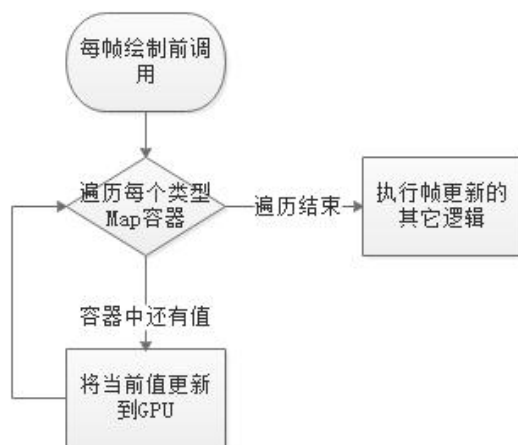 每帧绘制前调
用
遍历每个类型
Map容器
遍历结束
执行帧更新的
其它逻辑
容器中还有值
将当前值更新
到GPU